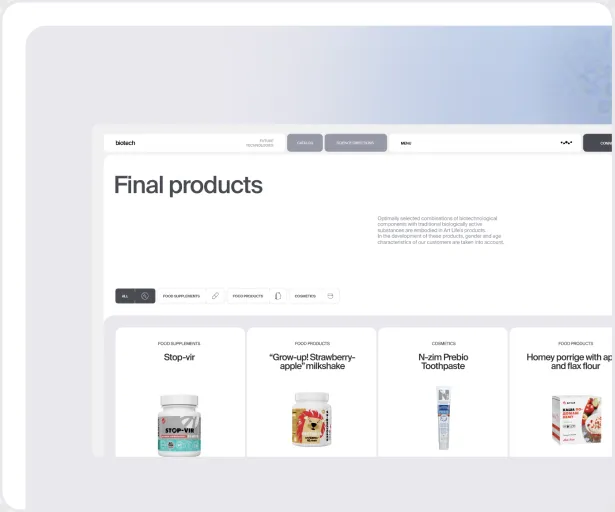 biotech
FUTURE
TECHNOLOGIES
CATALOG
SCIENCE DIRECTIONS
MENU
Final products
Optimally selected combinations of biotechnological
components with traditional biologically active
substances are embodied in Art Life's products.
In the development of these products, gender and age
characteristics of our customers are taken into account.
ALL
FOOD SUPPLEMENTS
FOOD PRODUCTS
COSMETICS
FOOD SUPPLEMENTS
Stop-vir
FOOD PRODUCTS
“Grow-up! Strawberry-
apple” milkshake
COSMETICS
N-zim Prebio
Toothpaste
FOOD PRODUCTS
Homey porrige with ap
and flax flour
STOP-VIR
N